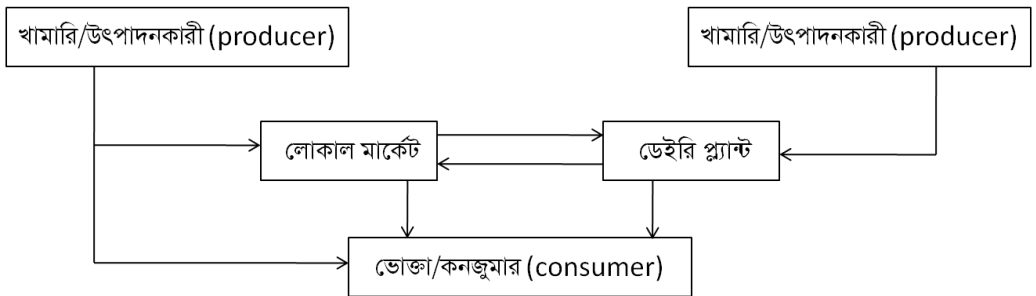 খামারি/উৎপাদনকারী (producer)
খামারি/উৎপাদনকারী (producer)
লোকাল মার্কেট
ডেইরি প্ল্যান্ট
ভোক্তা/কনজুমার (consumer)